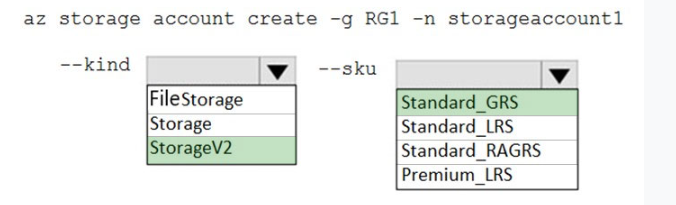 az storage account create -g RG1 -n storageaccount1
--kind
FileStorage
Storage
StorageV2
--sku
Standard_GRS
Standard_LRS
Standard_RAGRS
Premium_LRS